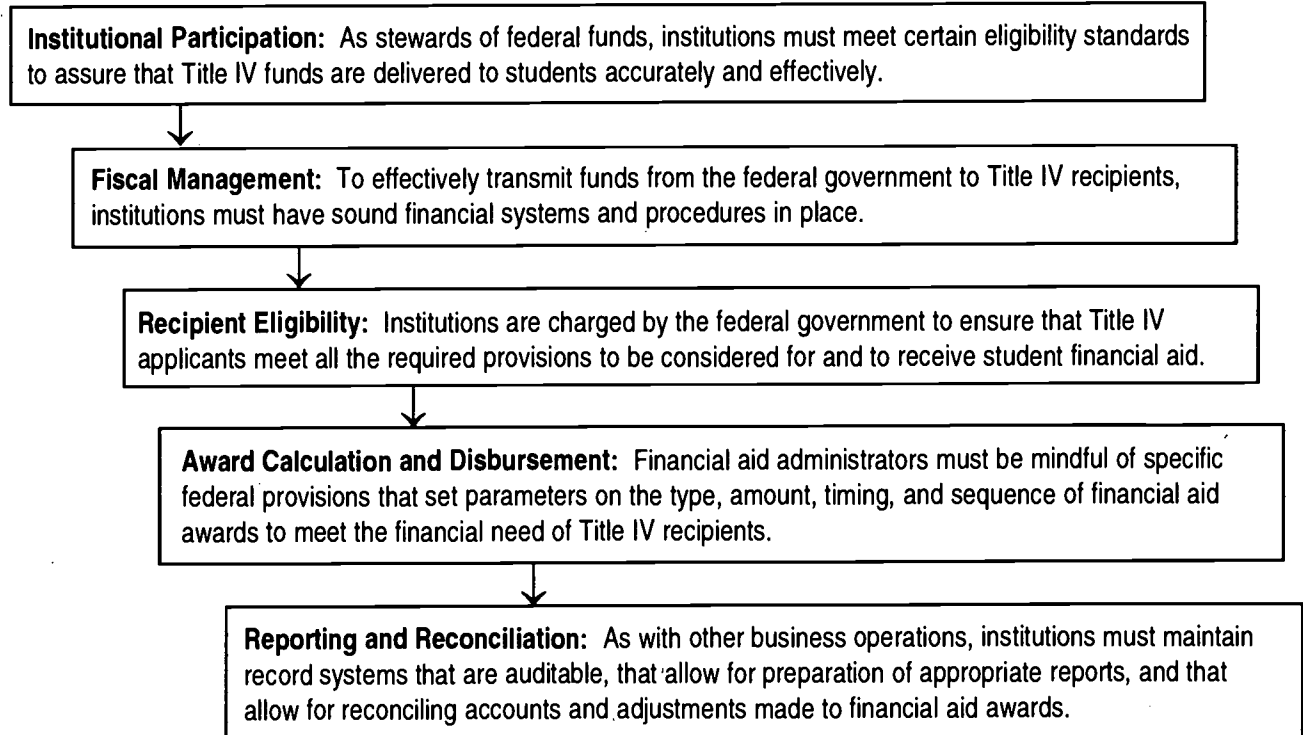 Institutional Participation: As stewards of federal funds, institutions must meet certain eligibility standards
to assure that Title IV funds are delivered to students accurately and effectively.
Fiscal Management: To effectively transmit funds from the federal government to Title IV recipients,
institutions must have sound financial systems and procedures in place.
Recipient Eligibility: Institutions are charged by the federal government to ensure that Title IV
applicants meet all the required provisions to be considered for and to receive student financial aid.
Award Calculation and Disbursement: Financial aid administrators must be mindful of specific
federal provisions that set parameters on the type, amount, timing, and sequence of financial aid
awards to meet the financial need of Title IV recipients.
Reporting and Reconciliation: As with other business operations, institutions must maintain
record systems that are auditable, that allow for preparation of appropriate reports, and that
allow for reconciling accounts and adjustments made to financial aid awards.